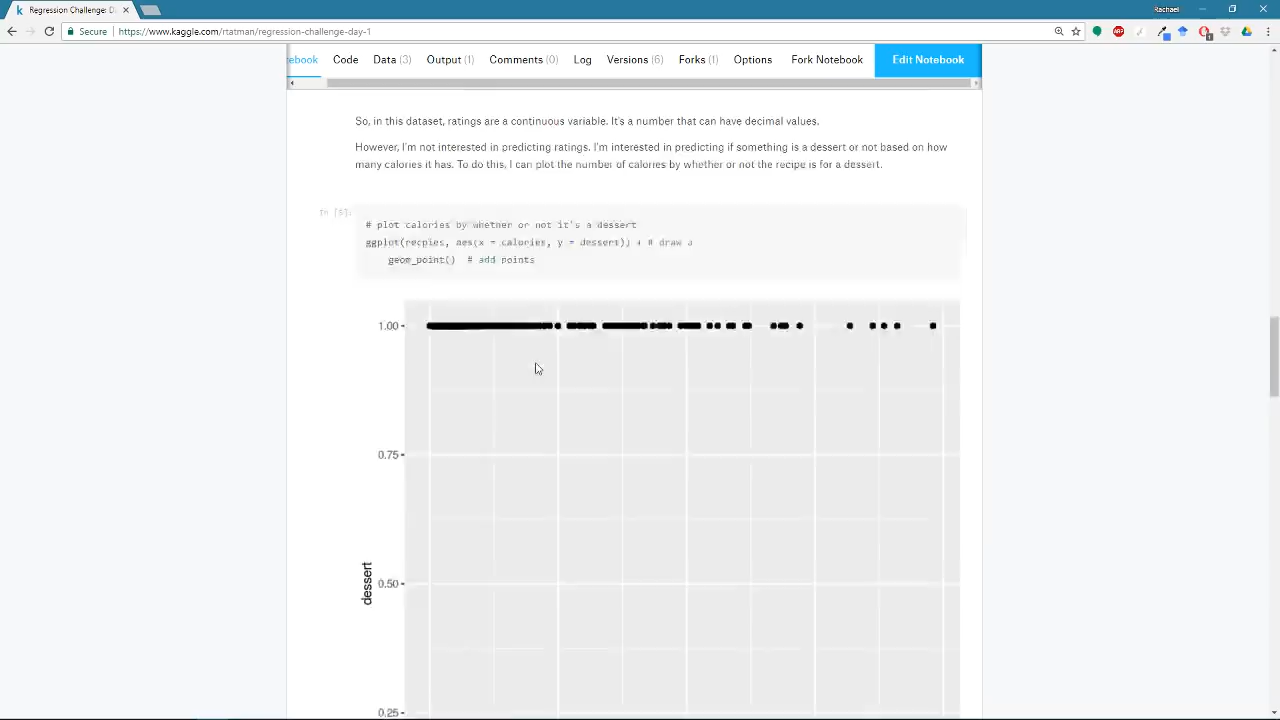 Regression Challenge: D
Rachael
Secure
https://www.kaggle.com/rtatman/regression-challenge-day-1
ebook Code Data (3) Output (1) Comments (0) Log Versions (6) Forks (1) Options Fork Notebook Edit Notebook
So, in this dataset, ratings are a continuous variable. It's a number that can have decimal values.
However, I'm not interested in predicting ratings. I'm interested in predicting if something is a dessert or not based on how
many calories it has. To do this, I can plot the number of calories by whether or not the recipe is for a dessert.
# plot calories by whether or not it's a dessert
ggplot(recpies, aes(x = calories, y = dessert)) + # draw a
geom_point() # add points
1.00
0.75
dessert
0.50
0.25